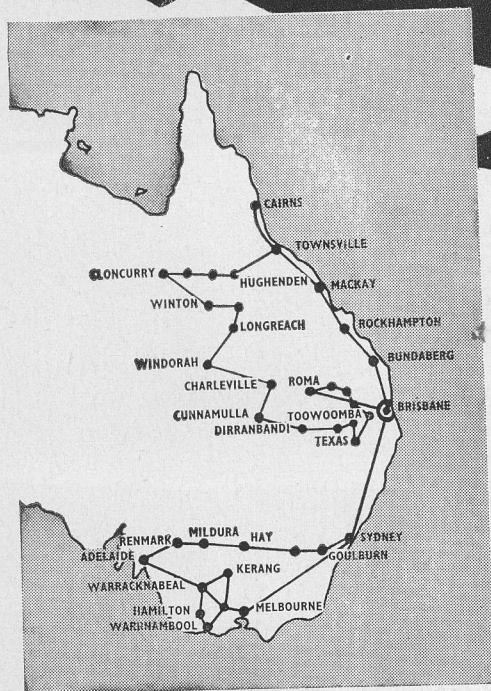 CAIRNS
TOWNSVILLE
CLONCURRY
HUGHENDEN
MACKAY
WINTON
LONGREACH
ROCKHAMPTON
BUNDABERG
WINDORAH
CHARLEVILLE
ROMA
BRISBANE
CUNNAMULLA
TOOWOOMBA
DIRRANBANDI
TEXAS
SYDNEY
RENMARK
MILDURA
HAY
GOULBURN
ADELAIDE
KERANG
WARRACKNABEAL
HAMILTON
MELBOURNE
WARRNAMBOOL